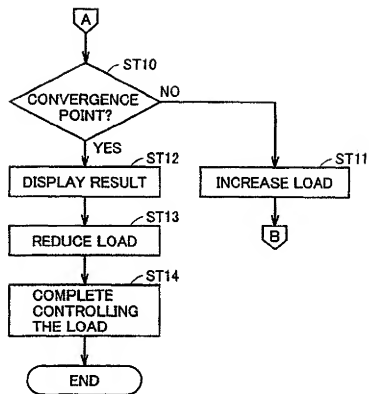 A
ST10
CONVERGENCE
POINT?
NO
YES
ST12
DISPLAY RESULT
ST11
INCREASE LOAD
ST13
REDUCE LOAD
B
ST14
COMPLETE
CONTROLLING
THE LOAD
END